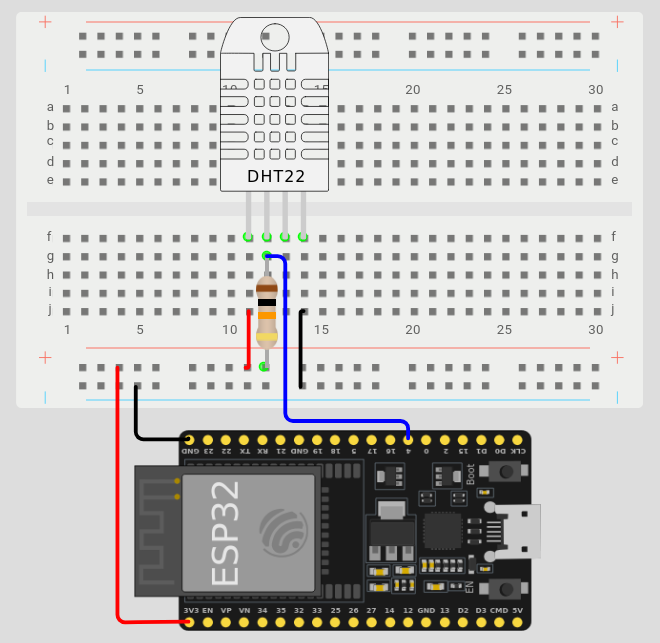 1 5 10 15 20 25 30
a a
b b
c c
d d
e e
DHT22
f f
g g
h h
i i
j j
1 5 10 15 20 25 30
GND 23 22 TX RX 21 GND 19 18 5 17 16 4 0 2 15 D1 D0 CLK
Boot
ESP32
EN
3V3 EN VP VN 34 35 32 33 25 26 27 14 12 GND 13 D2 D3 CMD 5V